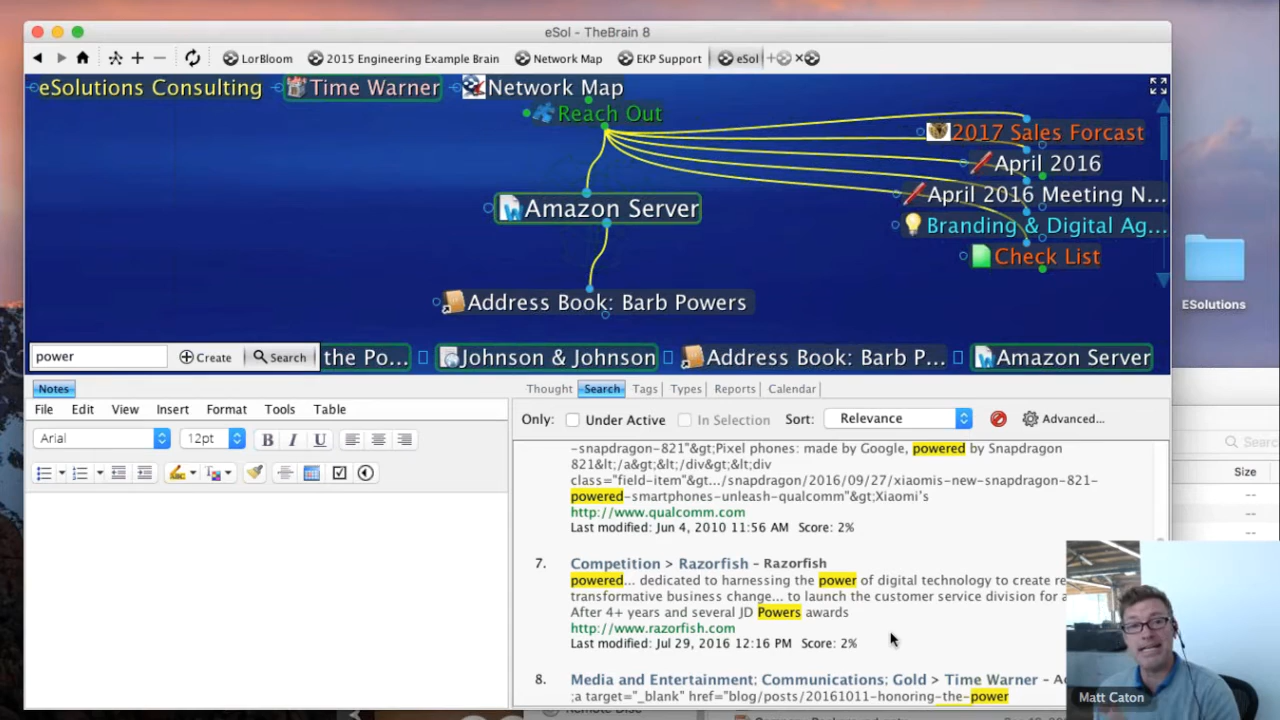 eSol - TheBrain 8
LorBloom
2015 Engineering Example Brain
Network Map
EKP Support
eSol
eSolutions Consulting
Time Warner
Network Map
Reach Out
2017 Sales Forcast
April 2016
April 2016 Meeting N...
Amazon Server
Branding & Digital Ag...
Check List
ESolutions
Address Book: Barb Powers
power
Create
Search
the Po...
Johnson & Johnson
Address Book: Barb P...
Amazon Server
Notes
Thought
Search
Tags
Types
Reports
Calendar
File
Edit
View
Insert
Format
Tools
Table
Only:
Under Active
In Selection
Sort:
Relevance
Advanced...
Arial
12pt
B
I
U
Size
-snapdragon-821"&gt;Pixel phones: made by Google, powered by Snapdragon
821&lt;/a&gt;&lt;/div&gt;&lt;div
class="field-item"&gt;.../snapdragon/2016/09/27/xiaomis-new-snapdragon-821-
powered-smartphones-unleash-qualcomm"&gt;Xiaomi's
http://www.qualcomm.com
Last modified: Jun 4, 2010 11:56 AM Score: 2%
7.
Competition > Razorfish - Razorfish
powered... dedicated to harnessing the power of digital technology to create re
transformative business change... to launch the customer service division for a
After 4+ years and several JD Powers awards
http://www.razorfish.com
Last modified: Jul 29, 2016 12:16 PM Score: 2%
8.
Media and Entertainment; Communications; Gold > Time Warner - A
;a target="_blank" href="blog/posts/20161011-honoring-the-power
Matt Caton